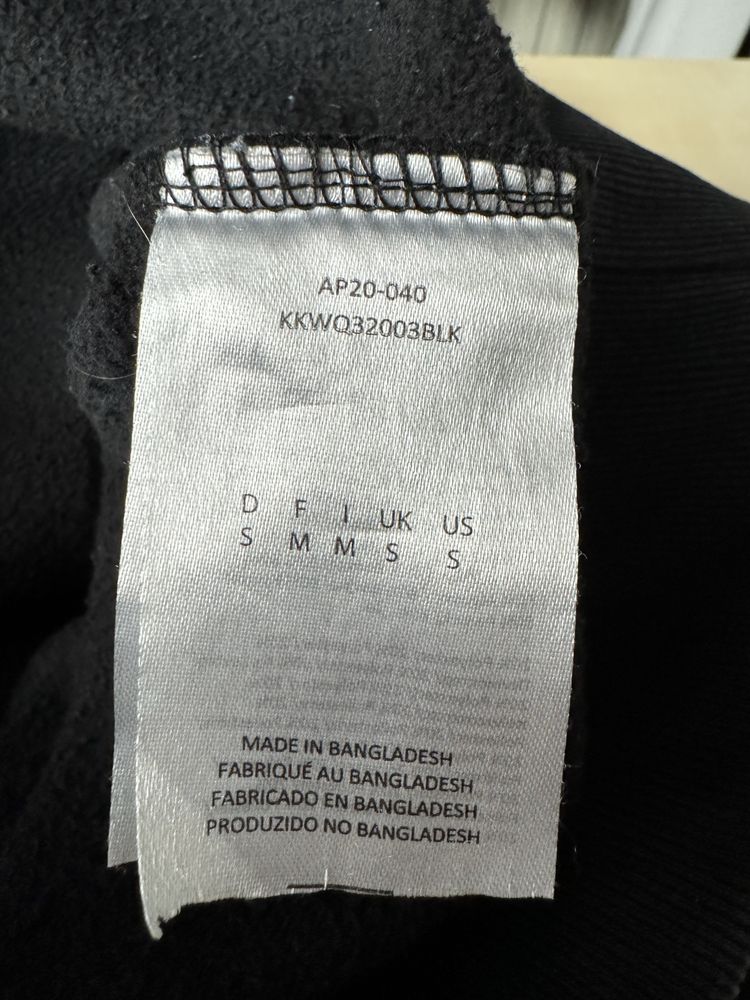 AP20-040
KKWQ32003BLK
D F I UK US
S M M S S
MADE IN BANGLADESH
FABRIQUÉ AU BANGLADESH
FABRICADO EN BANGLADESH
PRODUZIDO NO BANGLADESH